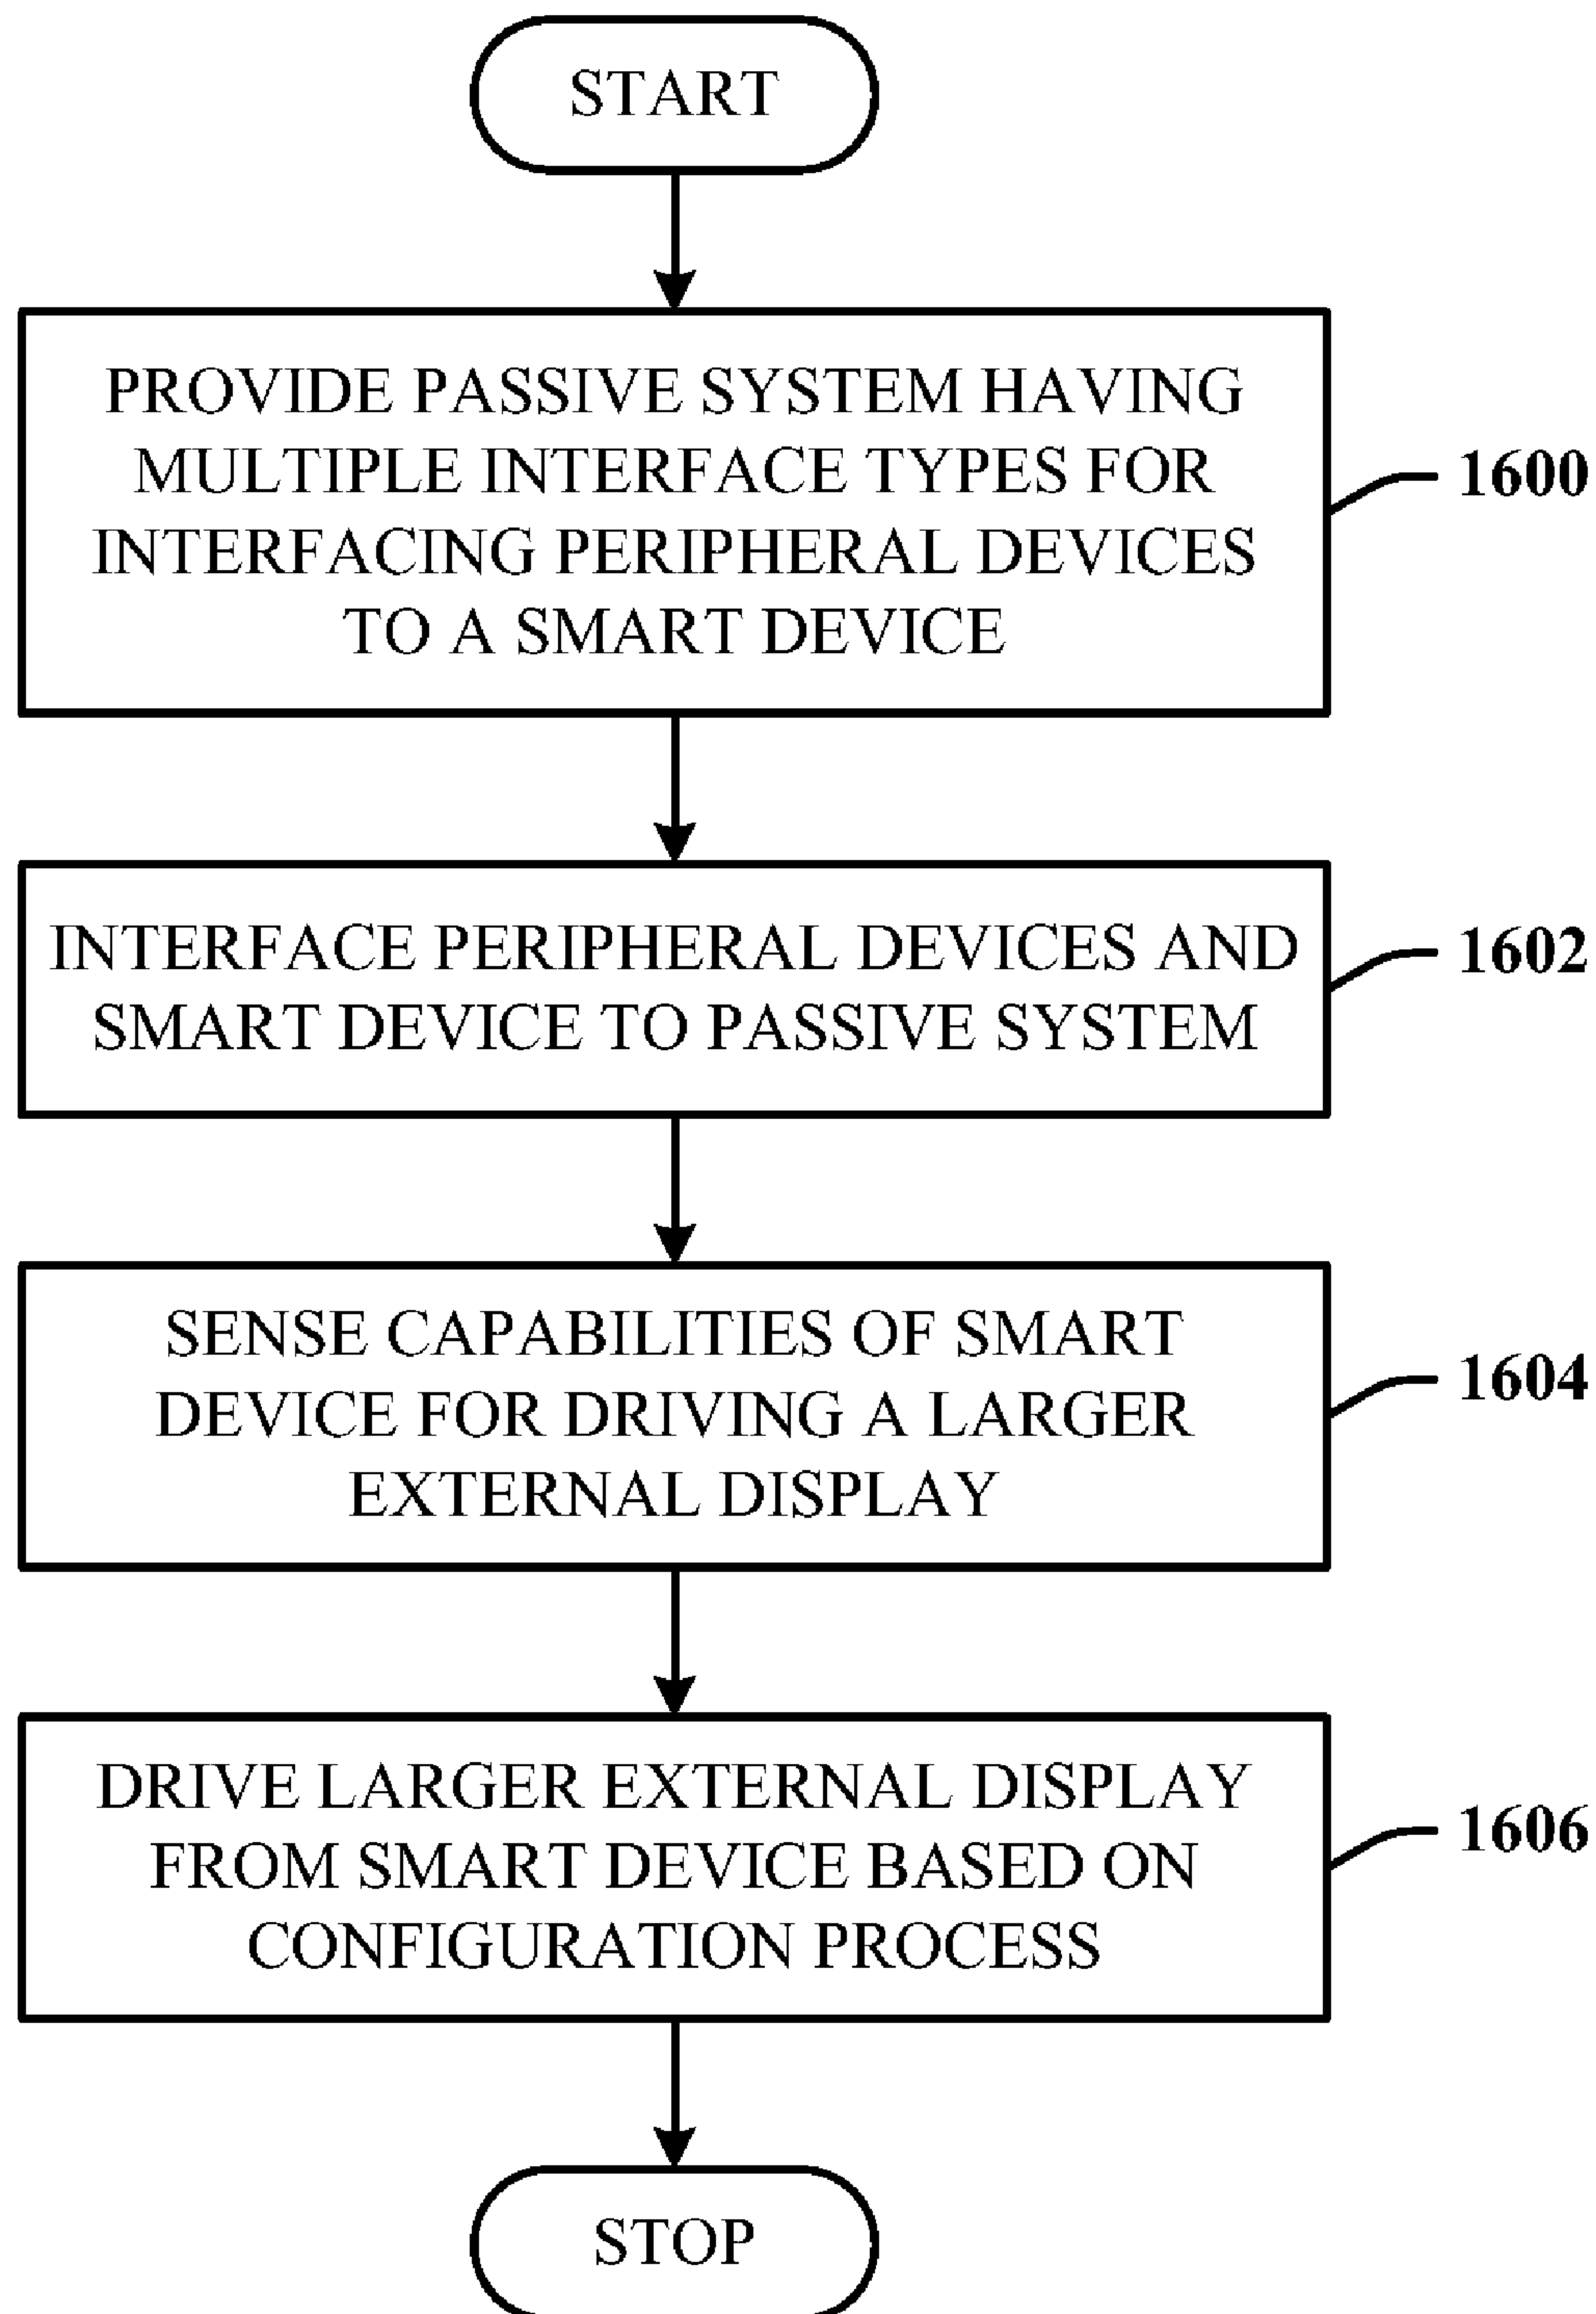 START
PROVIDE PASSIVE SYSTEM HAVING
MULTIPLE INTERFACE TYPES FOR
INTERFACING PERIPHERAL DEVICES
TO A SMART DEVICE
1600
INTERFACE PERIPHERAL DEVICES AND
SMART DEVICE TO PASSIVE SYSTEM
1602
SENSE CAPABILITIES OF SMART
DEVICE FOR DRIVING A LARGER
EXTERNAL DISPLAY
1604
DRIVE LARGER EXTERNAL DISPLAY
FROM SMART DEVICE BASED ON
CONFIGURATION PROCESS
1606
STOP